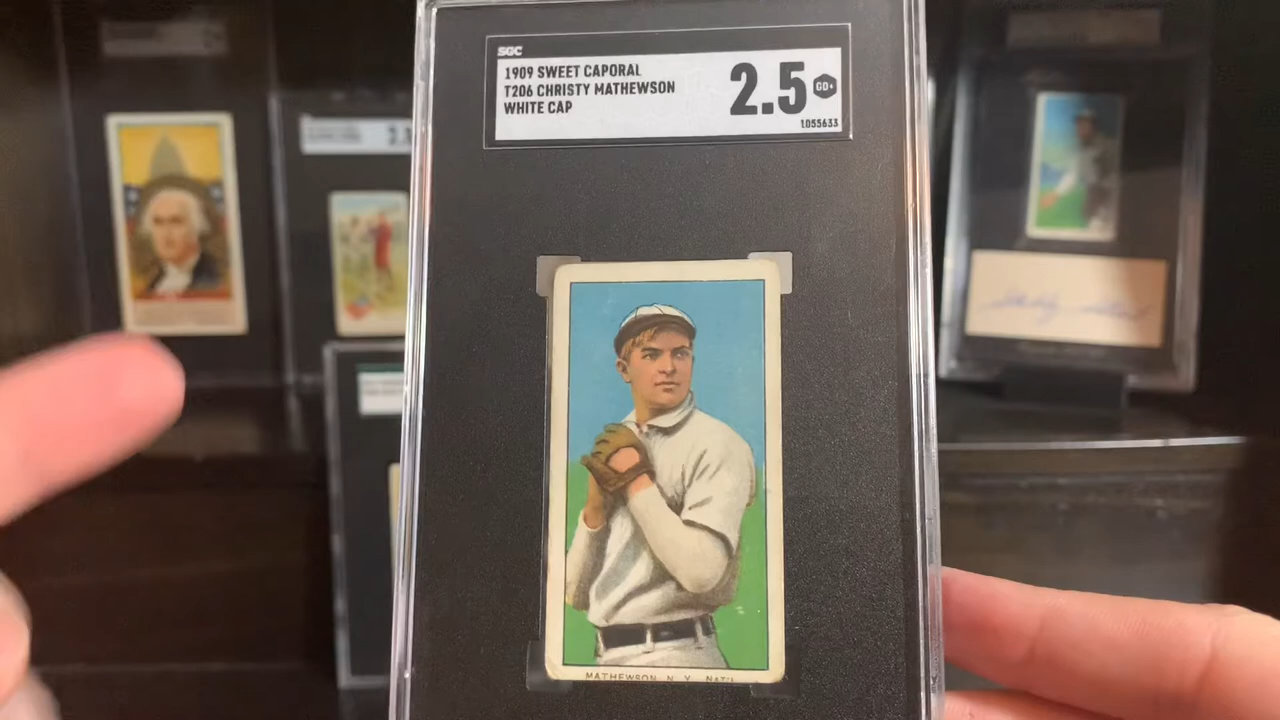 SGC
1909 SWEET CAPORAL
T206 CHRISTY MATHEWSON
WHITE CAP
2.5
GD+
1055633
MATHEWSON, N. Y. NAT'L